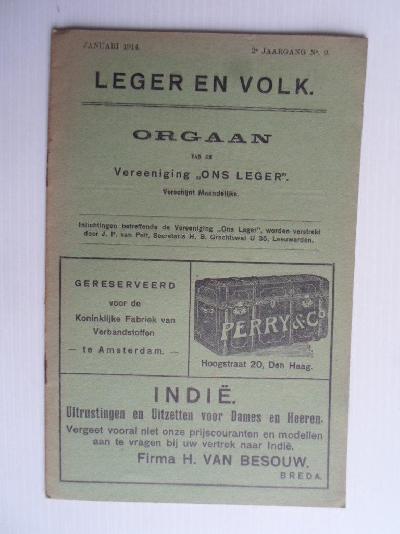 JANUARI 1914.
2e JAARGANG No. 9.
LEGER EN VOLK.
ORGAAN
VAN DE
Vereeniging „ONS LEGER".
Verschijnt Maandelijks.
Inlichtingen betreffende de Vereeniging „Ons Leger", worden verstrekt
door J. P. van Pelt, Secretaris H. B. Grachtswal U 35, Leeuwarden.
GERESERVEERD
voor de
Koninklijke Fabriek van
Verbandstoffen
— te Amsterdam. —
PERRY & Co
Hoogstraat 20, Den Haag.
INDIË.
Uitrustingen en Uitzetten voor Dames en Heeren.
Vergeet vooral niet onze prijscouranten en modellen
aan te vragen bij uw vertrek naar Indië.
Firma H. VAN BESOUW.
BREDA.